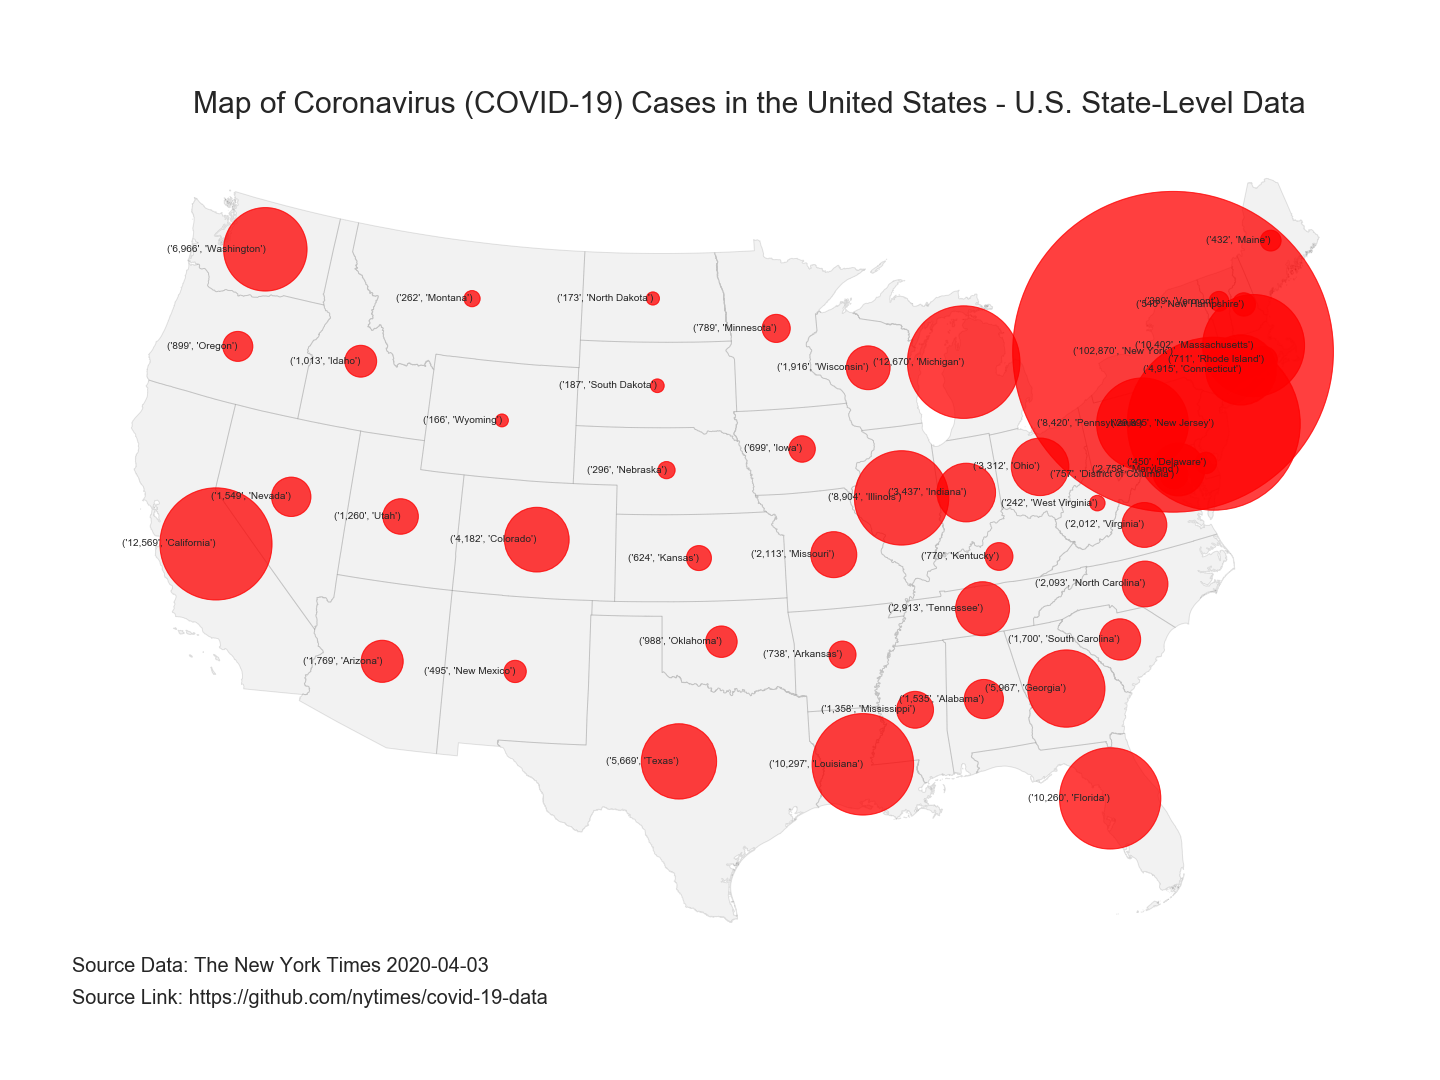 Map of Coronavirus (COVID-19) Cases in the United States - U.S. State-Level Data
('6,966', 'Washington')
('432', 'Maine')
('262', 'Montana')
('173', 'North Dakota')
'Vermont')
'New Hampshire')
('789', 'Minnesota')
('899', 'Oregon')
('10,402', 'Massachusetts')
('102,870', 'New York')
('1,013', 'Idaho')
('711', 'Rhode Island')
('12,670', 'Michigan')
('1,916', 'Wisconsin')
('4,915', 'Connecticut')
('187', 'South Dakota')
('166', 'Wyoming')
('8,420', 'Pennsylvania')
'New Jersey')
('699', 'Iowa')
('450', 'Delaware')
('3,312', 'Ohio')
('2,758', 'Maryland')
('296', 'Nebraska')
('757', 'District of Columbia')
('3,437', 'Indiana')
('1,549', 'Nevada')
('8,904', 'Illinois')
('242', 'West Virginia')
('1,260', 'Utah')
('2,012', 'Virginia')
('4,182', 'Colorado')
('12,569', 'California')
('2,113', 'Missouri')
('770', 'Kentucky')
('624', 'Kansas')
('2,093', 'North Carolina')
('2,913', 'Tennessee')
('1,700', 'South Carolina')
('988', 'Oklahoma')
('738', 'Arkansas')
('1,769', 'Arizona')
('495', 'New Mexico')
('5,967', 'Georgia')
('1,535', 'Alabama')
('1,358', 'Mississippi')
('5,669', 'Texas')
('10,297', 'Louisiana')
('10,260', 'Florida')
Source Data: The New York Times 2020-04-03
Source Link: https://github.com/nytimes/covid-19-data